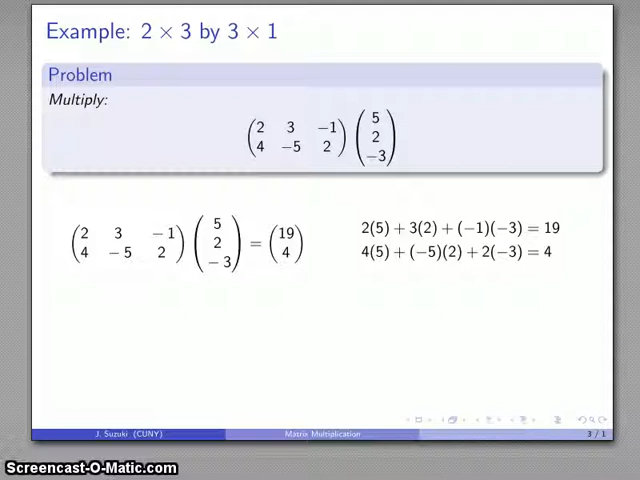 Example: 2 × 3 by 3 × 1
Problem
Multiply:
(2 3 −1
4 −5 2) (5
2
−3)
(2 3 − 1
4 − 5 2) (5
2
− 3) = (19
4)
2(5) + 3(2) + (−1)(−3) = 19
4(5) + (−5)(2) + 2(−3) = 4
J. Suzuki (CUNY) Matrix Multiplication 3 / 1
Screencast-O-Matic.com